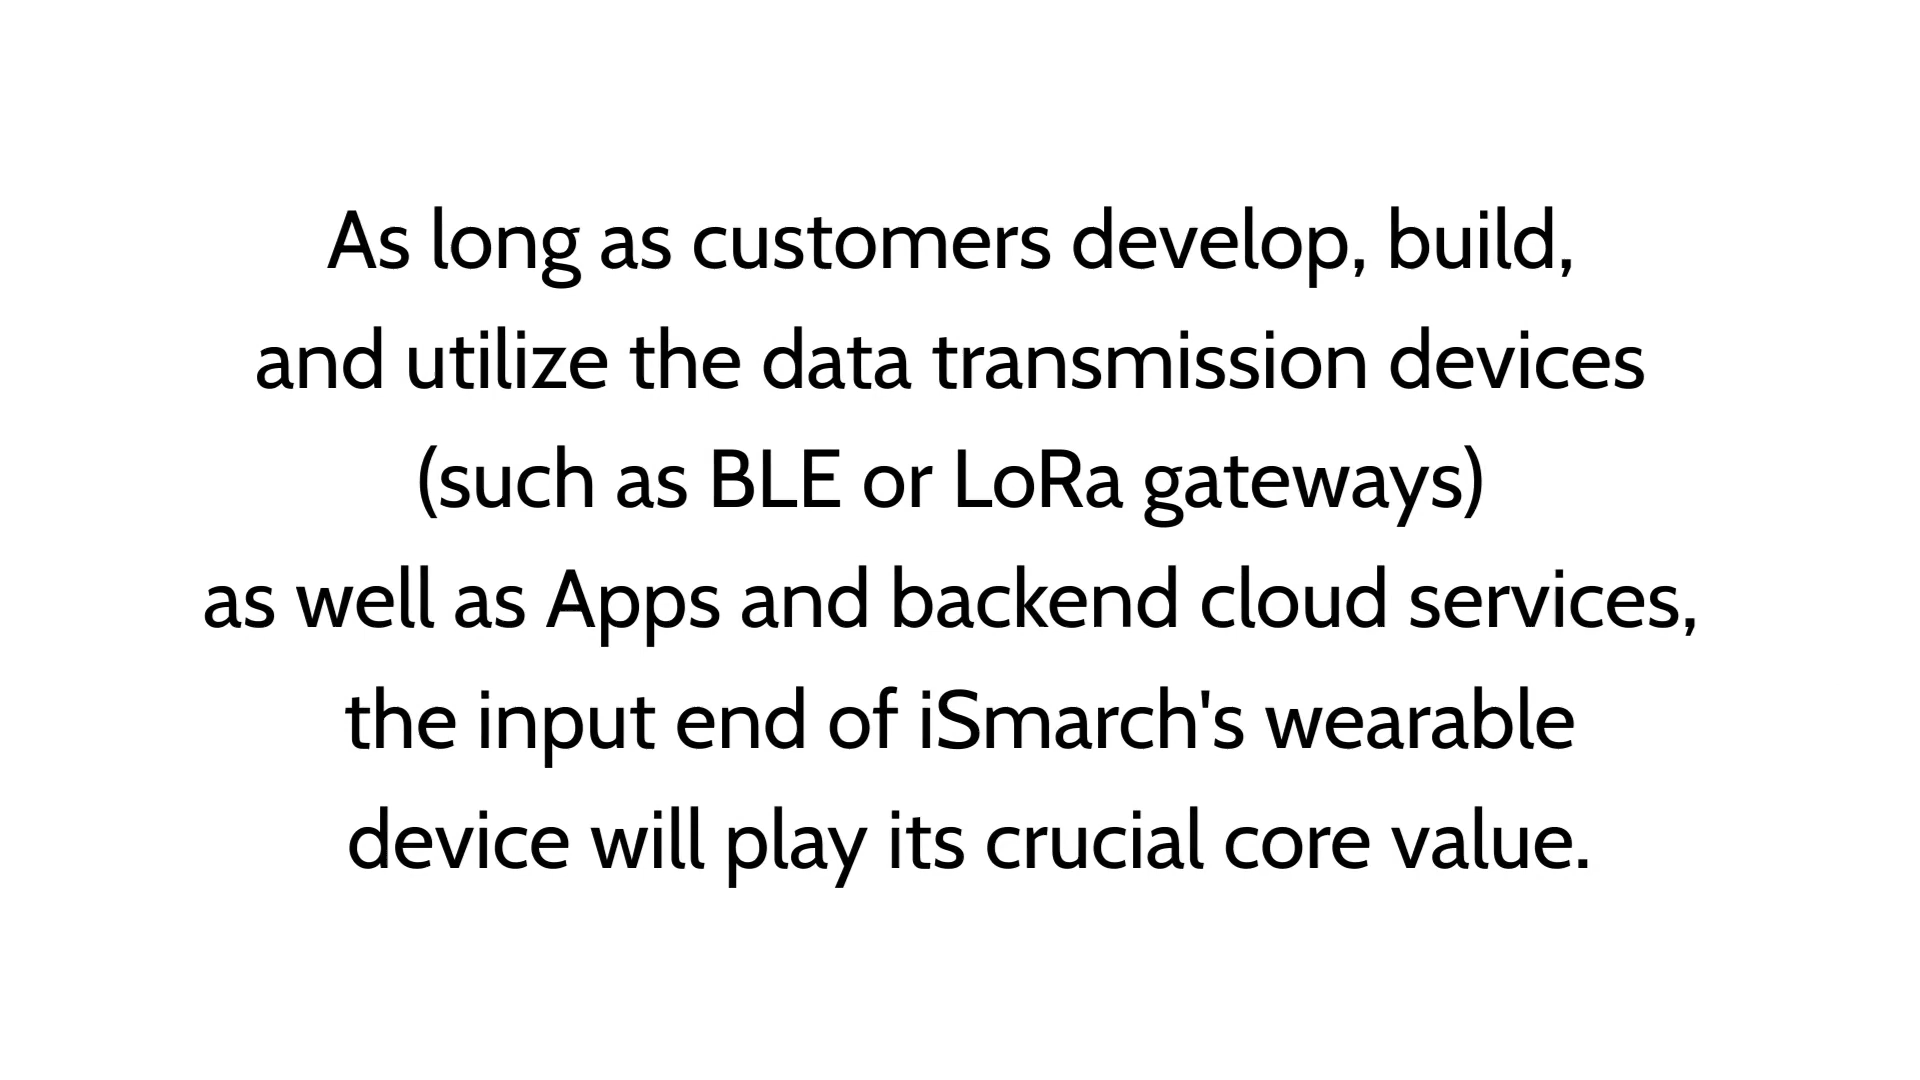 As long as customers develop, build,
and utilize the data transmission devices
(such as BLE or LoRa gateways)
as well as Apps and backend cloud services,
the input end of iSmarch's wearable
device will play its crucial core value.